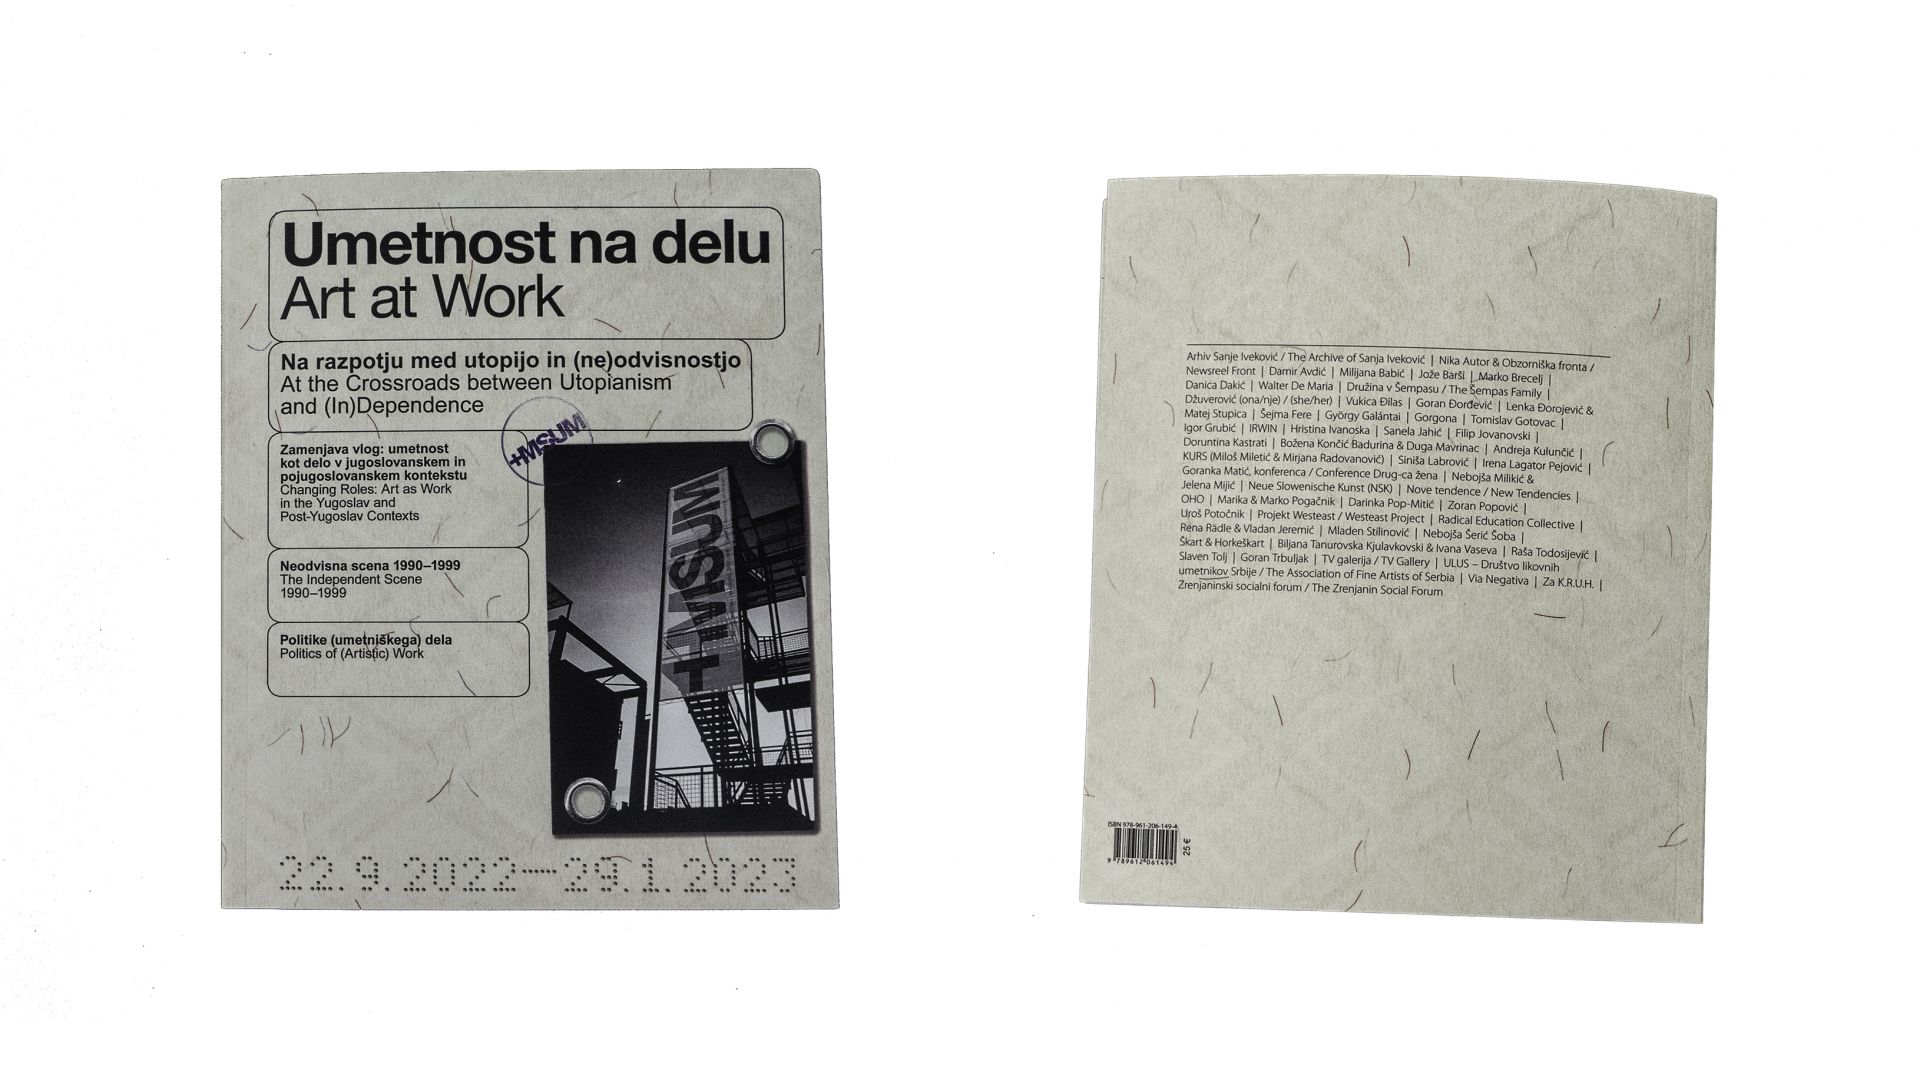 Umetnost na delu
Art at Work
Na razpotju med utopijo in (ne)odvisnostjo
At the Crossroads between Utopianism
and (In)Dependence
+MSUM
Zamenjava vlog: umetnost
kot delo v jugoslovanskem in
pojugoslovanskem kontekstu
Changing Roles: Art as Work
in the Yugoslav and
Post-Yugoslav Contexts
Neodvisna scena 1990–1999
The Independent Scene
1990–1999
Politike (umetniškega) dela
Politics of (Artistic) Work
+MSUM
22.9.2022—29.1.2023
Arhiv Sanje Iveković / The Archive of Sanja Iveković | Nika Autor & Obzorniška fronta /
Newsreel Front | Damir Avdić | Milijana Babić | Jože Barši | Marko Brecelj |
Danica Dakić | Walter De Maria | Družina v Šempasu / The Šempas Family |
Džuverović (ona/nje) / (she/her) | Vukica Đilas | Goran Đorđević | Lenka Đorojević &
Matej Stupica | Šejma Fere | György Galántai | Gorgona | Tomislav Gotovac |
Igor Grubić | IRWIN | Hristina Ivanoska | Sanela Jahić | Filip Jovanovski |
Doruntina Kastrati | Božena Končić Badurina & Duga Mavrinac | Andreja Kulunčić |
KURS (Miloš Miletić & Mirjana Radovanović) | Siniša Labrović | Irena Lagator Pejović |
Goranka Matić, konferenca / Conference Drug-ca žena | Nebojša Milikić &
Jelena Mijić | Neue Slowenische Kunst (NSK) | Nove tendence / New Tendencies |
OHO | Marika & Marko Pogačnik | Darinka Pop-Mitić | Zoran Popović |
Uroš Potočnik | Projekt Westeast / Westeast Project | Radical Education Collective |
Rena Rädle & Vladan Jeremić | Mladen Stilinović | Nebojša Šerić Šoba |
Škart & Horkeškart | Biljana Tanurovska Kjulavkovski & Ivana Vaseva | Raša Todosijević |
Slaven Tolj | Goran Trbuljak | TV galerija / TV Gallery | ULUS – Društvo likovnih
umetnikov Srbije / The Association of Fine Artists of Serbia | Via Negativa | Za K.R.U.H. |
Zrenjaninski socialni forum / The Zrenjanin Social Forum
ISBN 978-961-206-149-4
9 789612 061494
25 €